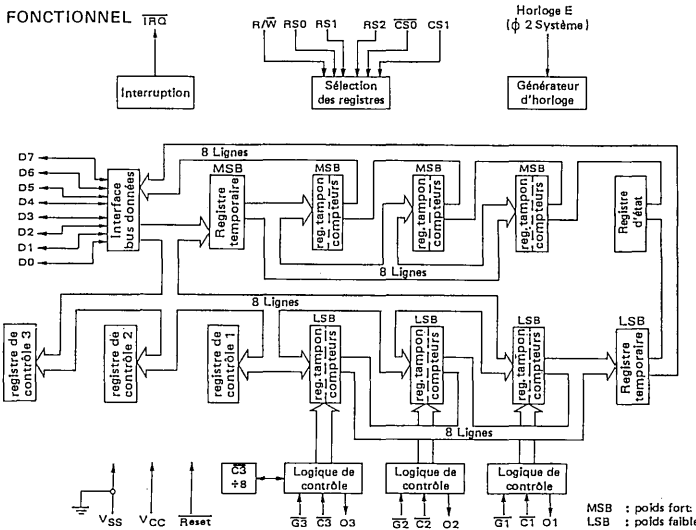 FONCTIONNEL
IRQ
R/W RS0 RS1 RS2 CS0 CS1
Horloge E
(ϕ 2 Système)
Interruption
Sélection
des registres
Générateur
d'horloge
8 Lignes
D7
D6
D5
D4
D3
D2
D1
D0
Interface
bus données
MSB
Registre
temporaire
MSB
reg. tampon
compteurs
MSB
reg. tampon
compteurs
MSB
reg. tampon
compteurs
Registre
d'état
8 Lignes
8 Lignes
registre de
contrôle 3
registre de
contrôle 2
registre de
contrôle 1
LSB
reg. tampon
compteurs
LSB
reg. tampon
compteurs
LSB
reg. tampon
compteurs
LSB
Registre
temporaire
8 Lignes
C3
÷8
Logique de
contrôle
Logique de
contrôle
Logique de
contrôle
VSS VCC Reset
G3 C3 O3
G2 C2 O2
G1 C1 O1
MSB : poids fort
LSB : poids faible